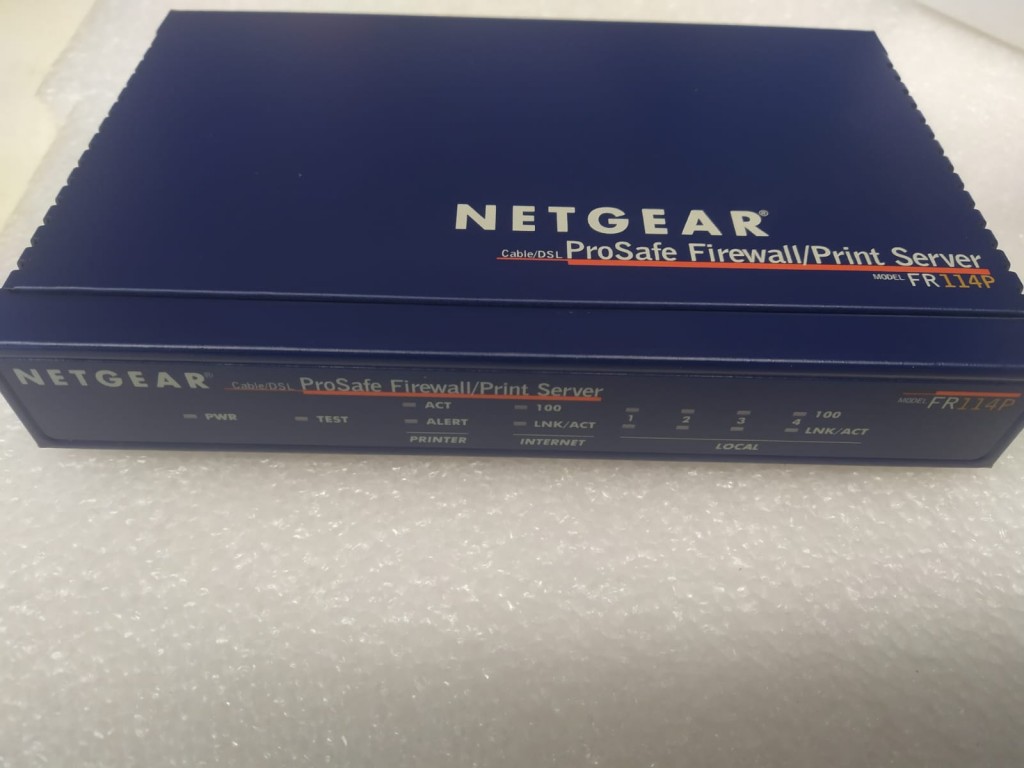 NETGEAR®
Cable/DSL ProSafe Firewall/Print Server
MODEL FR114P
NETGEAR® Cable/DSL ProSafe Firewall/Print Server MODEL FR114P
PWR TEST ACT 100 1 2 3 4 100
ALERT LNK/ACT LNK/ACT
PRINTER INTERNET LOCAL